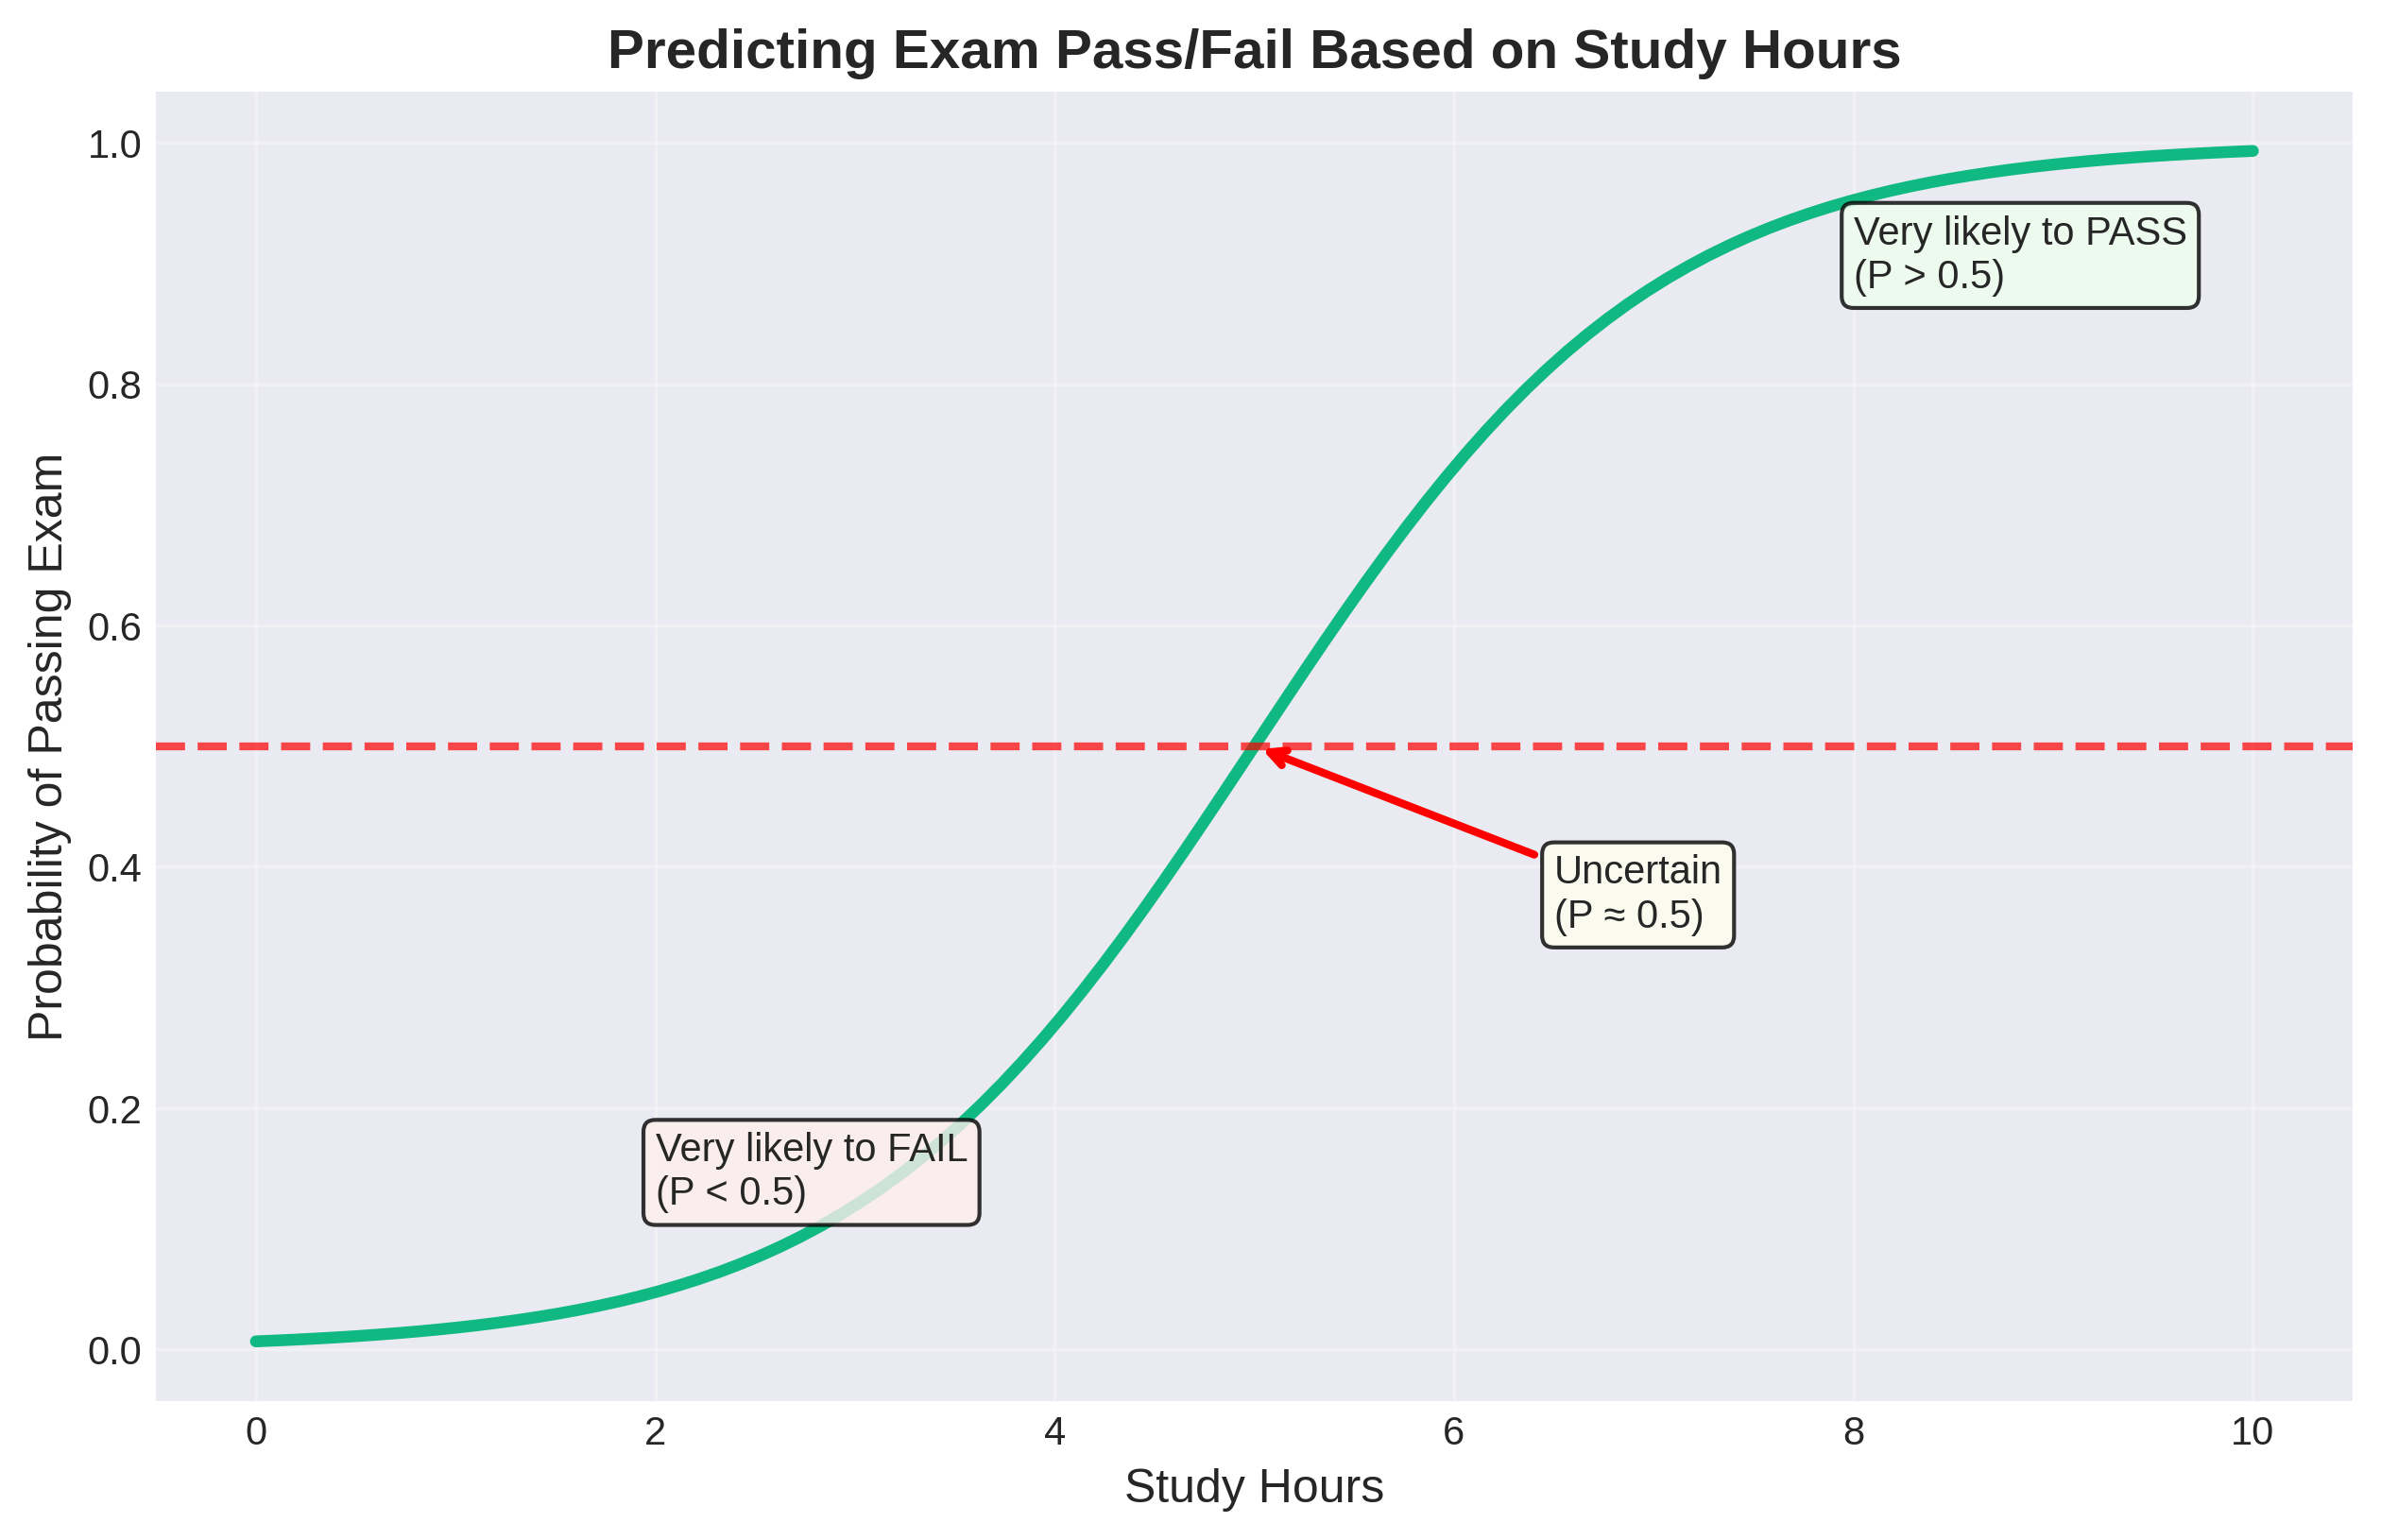 Predicting Exam Pass/Fail Based on Study Hours
Probability of Passing Exam
1.0
0.8
0.6
0.4
0.2
0.0
Very likely to PASS
(P > 0.5)
Uncertain
(P ≈ 0.5)
Very likely to FAIL
(P < 0.5)
0
2
4
6
8
10
Study Hours